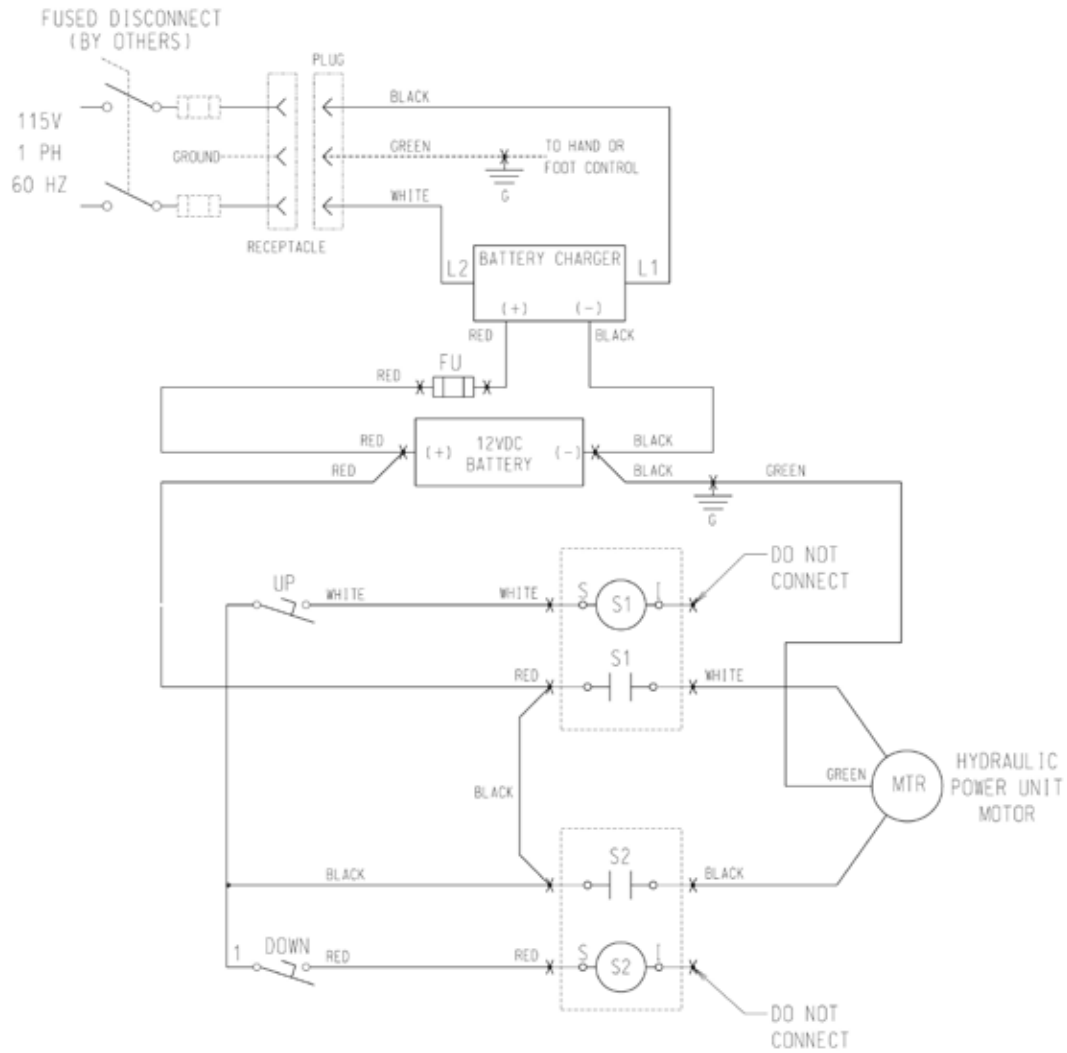 FUSED DISCONNECT
(BY OTHERS)
PLUG
BLACK
115V
1 PH
60 HZ
GROUND
GREEN
TO HAND OR
FOOT CONTROL
G
WHITE
RECEPTACLE
L2
BATTERY CHARGER
L1
(+)
(-)
RED
BLACK
FU
RED
RED
(+)
12VDC
BATTERY
(-)
BLACK
RED
BLACK
GREEN
G
DO NOT
CONNECT
UP
WHITE
WHITE
S
S1
I
S1
RED
WHITE
BLACK
GREEN
MTR
HYDRAULIC
POWER UNIT
MOTOR
S2
BLACK
BLACK
1
DOWN
RED
RED
S
S2
I
DO NOT
CONNECT